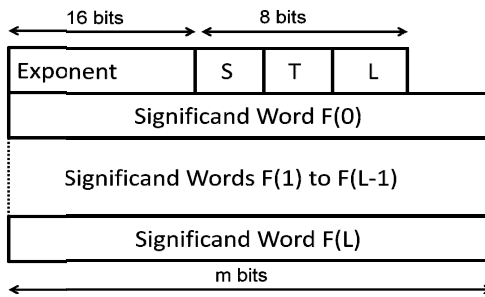 16 bits 8 bits
Exponent S T L
Significand Word F(0)
Significand Words F(1) to F(L-1)
Significand Word F(L)
m bits